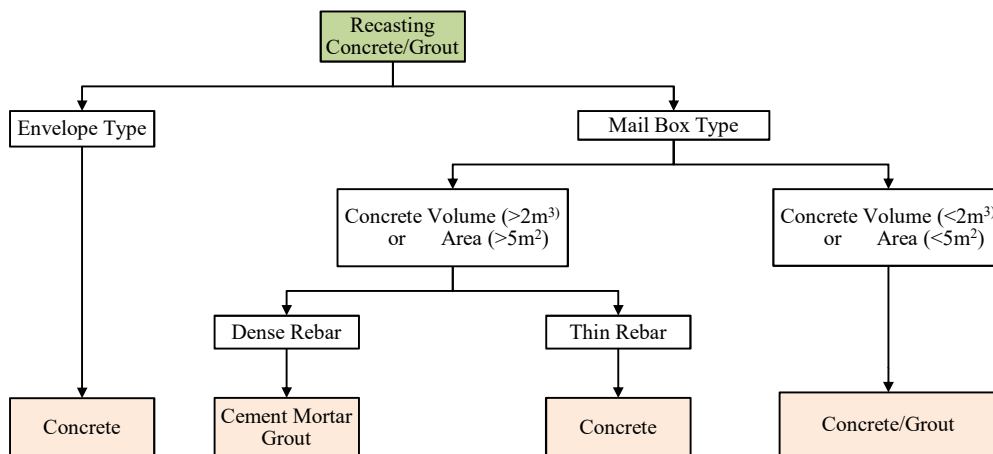 Recasting
Concrete/Grout
Envelope Type
Mail Box Type
Concrete Volume (>2m³⁾
or Area (>5m²)
Concrete Volume (<2m³⁾
or Area (<5m²)
Dense Rebar
Thin Rebar
Concrete
Cement Mortar
Grout
Concrete
Concrete/Grout